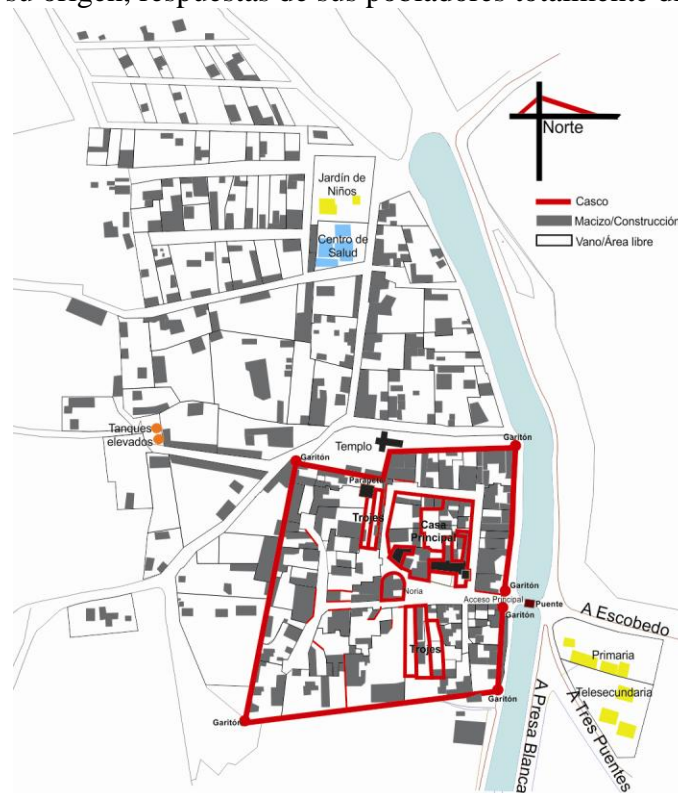 su origen, respuestas de sus pobladores totalmente di
Norte
Casco
Macizo/Construcción
Vano/Área libre
Jardín de
Niños
Centro de
Salud
Tanques
elevados
Templo
Garitón
Garitón
Parapeto
Trojes
Casa
Principal
Noria
Acceso Principal
Garitón
Garitón
Puente
A Escobedo
Trojes
Primaria
Telesecundaria
Garitón
Garitón
A Presa Blanca
A Tres Puentes